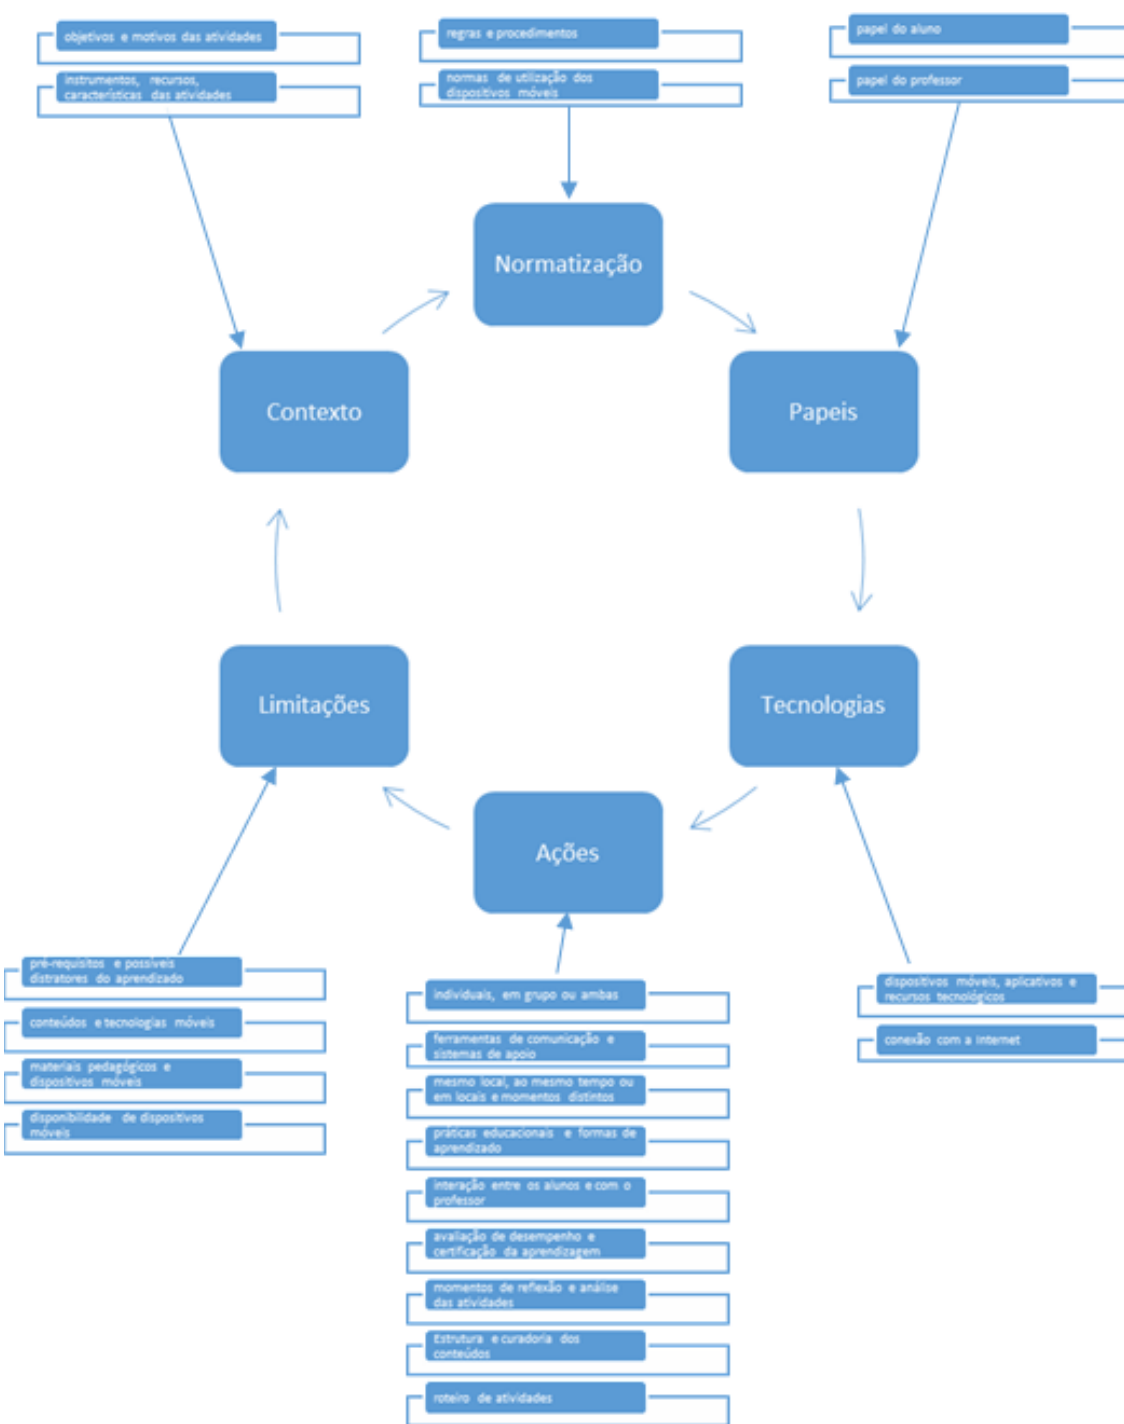 objetivos e motivos das atividades
instrumentos, recursos,
características das atividades
regras e procedimentos
normas de utilização dos
dispositivos móveis
papel do aluno
papel do professor
Normatização
Contexto
Papeis
Limitações
Tecnologias
Ações
pré-requisitos e possíveis
distratores do aprendizado
conteúdos e tecnologias móveis
materiais pedagógicos e
dispositivos móveis
disponibilidade de dispositivos
móveis
individuais, em grupo ou ambas
ferramentas de comunicação e
sistemas de apoio
mesmo local, ao mesmo tempo ou
em locais e momentos distintos
práticas educacionais e formas de
aprendizado
interação entre os alunos e com o
professor
avaliação de desempenho e
certificação da aprendizagem
momentos de reflexão e análise
das atividades
Estrutura e curadoria dos
conteúdos
roteiro de atividades
dispositivos móveis, aplicativos e
recursos tecnológicos
conexão com a Internet